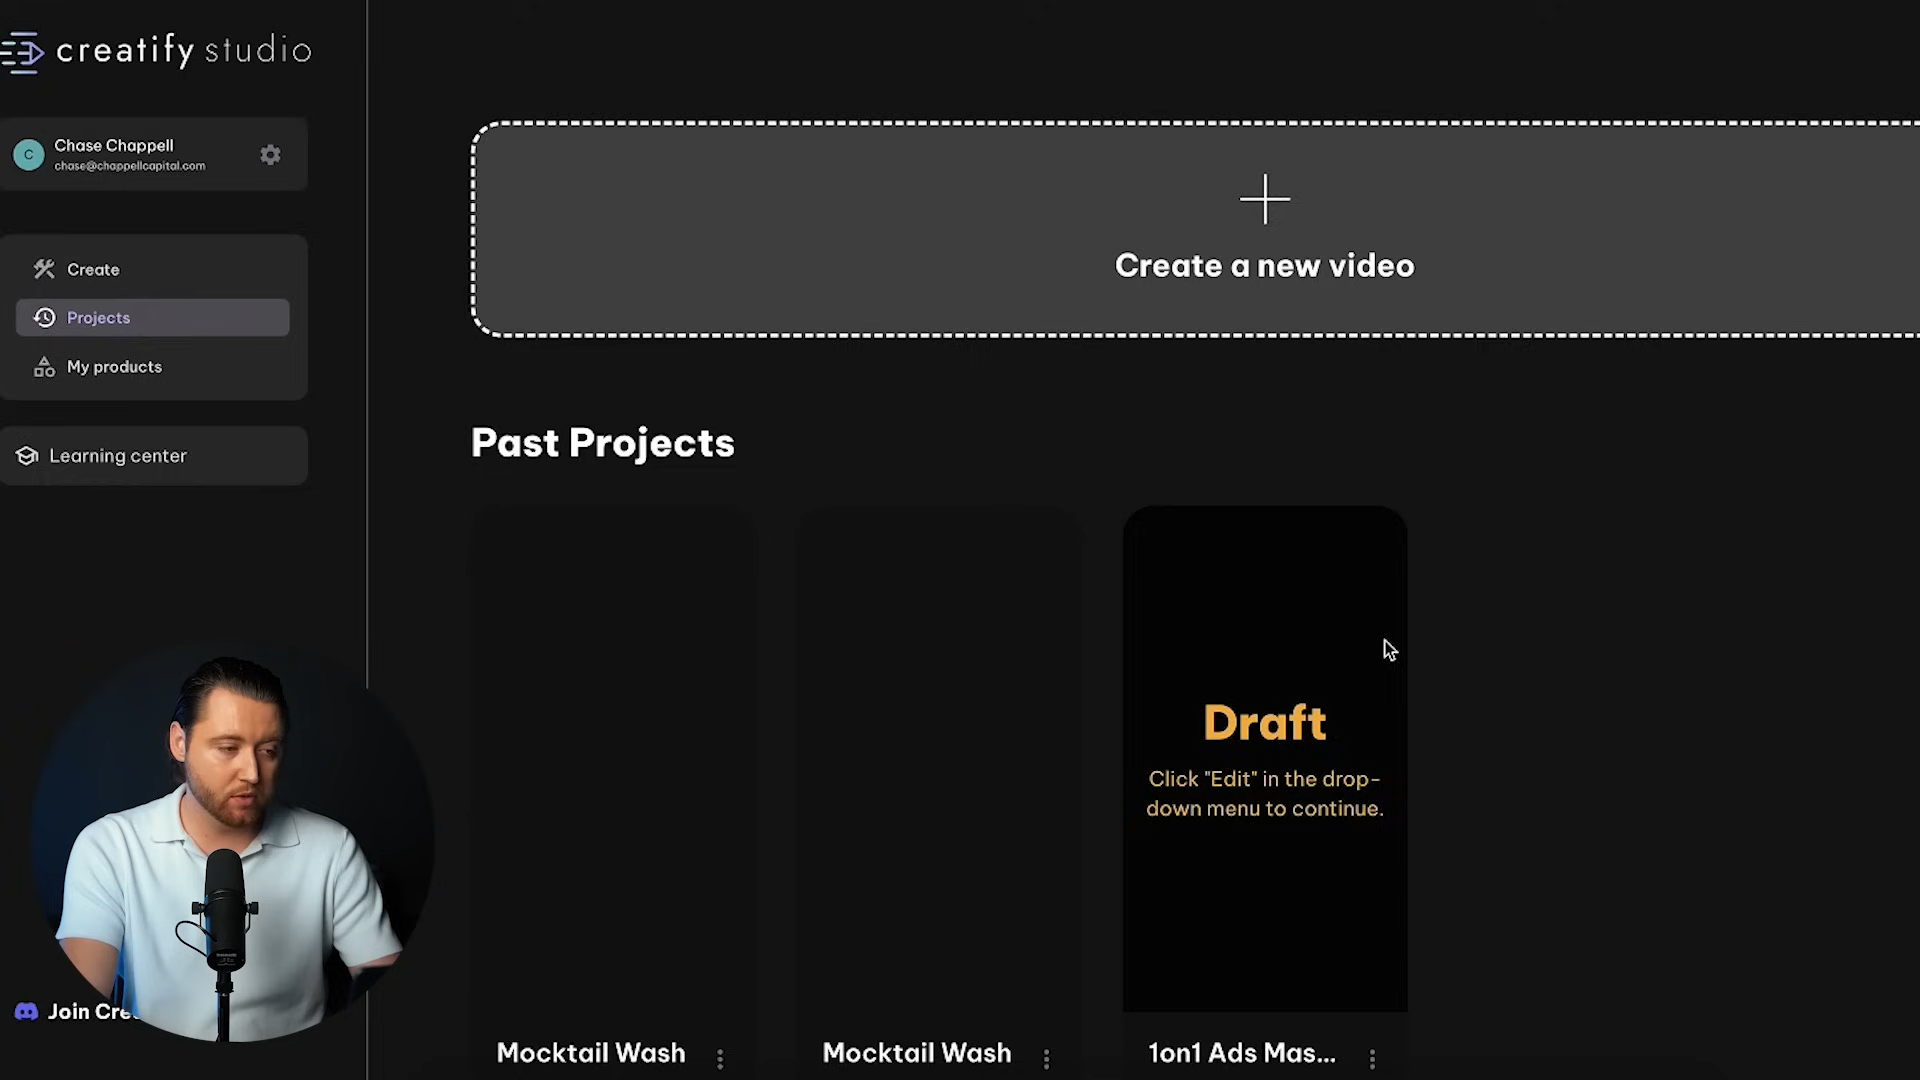 creatify studio
C
Chase Chappell
chase@chappellcapital.com
Create
Projects
My products
Learning center
Create a new video
Past Projects
Draft
Click "Edit" in the drop-
down menu to continue.
Join Cre
Mocktail Wash
Mocktail Wash
1on1 Ads Mas...